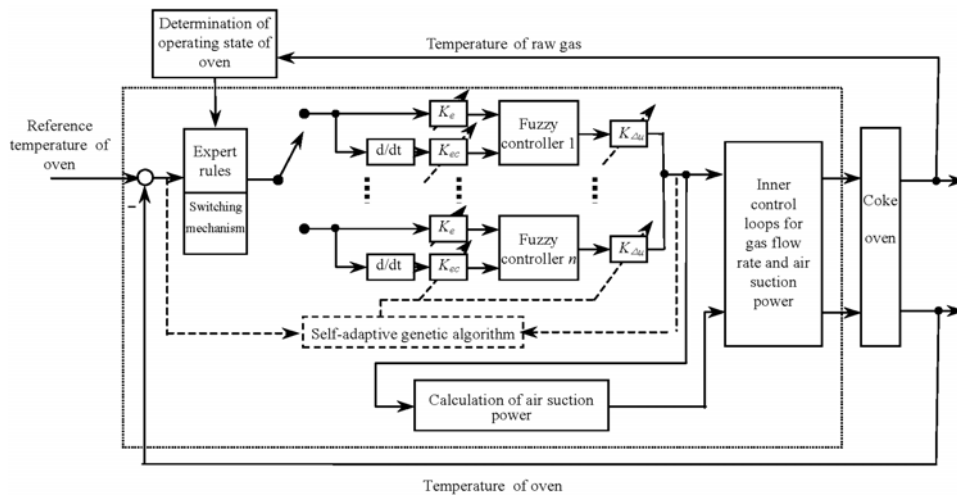 Determination of
operating state of
oven
Temperature of raw gas
Reference
temperature of
oven
Expert
rules
Switching
mechanism
K_e
d/dt
K_ec
Fuzzy
controller 1
K_Δu
Inner
control
loops for
gas flow
rate and air
suction
power
Coke
oven
K_e
d/dt
K_ec
Fuzzy
controller n
K_Δu
Self-adaptive genetic algorithm
Calculation of air suction
power
Temperature of oven
–